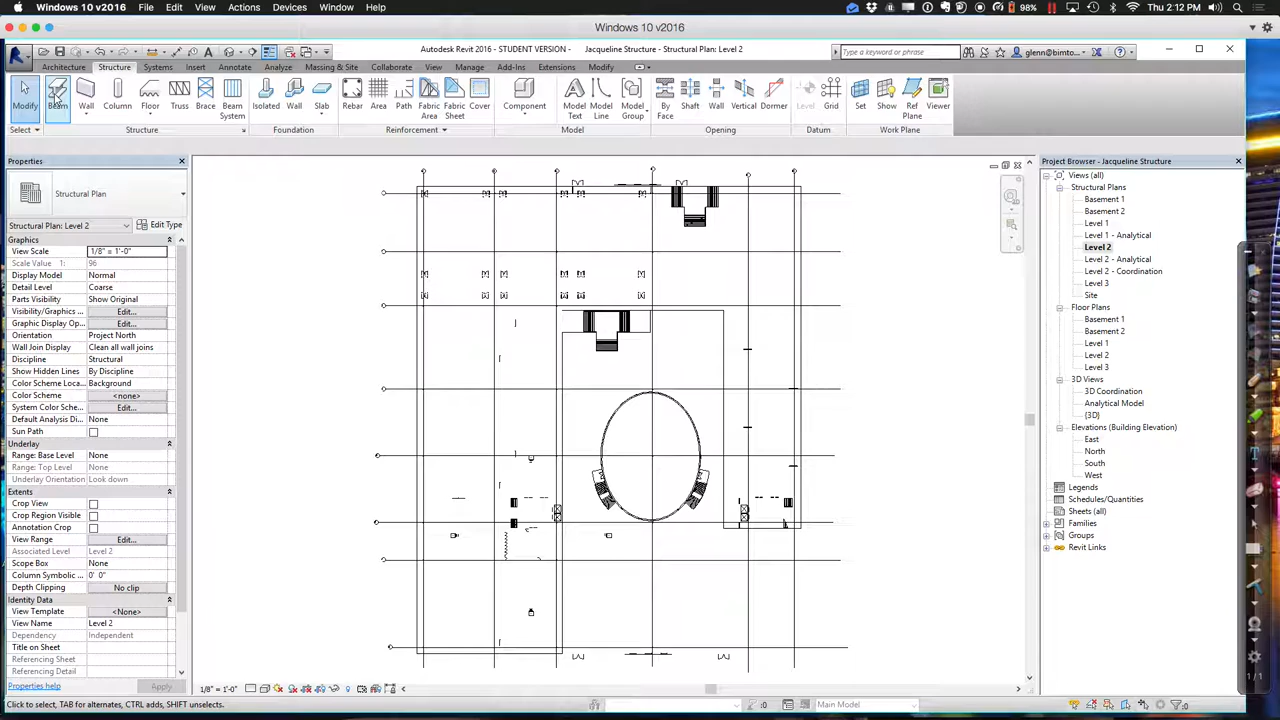 Windows 10 v2016 File Edit View Actions Devices Window Help 98% Thu 2:12 PM
Windows 10 v2016
Autodesk Revit 2016 - STUDENT VERSION - Jacqueline Structure - Structural Plan: Level 2 Type a keyword or phrase
Architecture Structure Systems Insert Annotate Analyze Massing & Site Collaborate View Manage Add-Ins Extensions Modify
Modify Beam Wall Column Floor Truss Brace Beam System Isolated Wall Slab Rebar Area Path Fabric Area Fabric Sheet Cover Component Model Text Model Line Model Group By Face Shaft Wall Vertical Dormer Level Grid Set Show Ref Plane Viewer
Select Structure Foundation Reinforcement Model Opening Datum Work Plane
Properties
Structural Plan
Structural Plan: Level 2 Edit Type
Graphics
View Scale 1/8" = 1'-0"
Scale Value 1: 96
Display Model Normal
Detail Level Coarse
Parts Visibility Show Original
Visibility/Graphics ... Edit...
Graphic Display Op... Edit...
Orientation Project North
Wall Join Display Clean all wall joins
Discipline Structural
Show Hidden Lines By Discipline
Color Scheme Loca... Background
Color Scheme <none>
System Color Sche... Edit...
Default Analysis Di... None
Sun Path
Underlay
Range: Base Level None
Range: Top Level None
Underlay Orientation Look down
Extents
Crop View
Crop Region Visible
Annotation Crop
View Range Edit...
Associated Level Level 2
Scope Box None
Column Symbolic ... 0' 0"
Depth Clipping No clip
Identity Data
View Template <None>
View Name Level 2
Dependency Independent
Title on Sheet
Referencing Sheet
Referencing Detail
Properties help Apply
Project Browser - Jacqueline Structure
Views (all)
Structural Plans
Basement 1
Basement 2
Level 1
Level 1 - Analytical
Level 2
Level 2 - Analytical
Level 2 - Coordination
Level 3
Site
Floor Plans
Basement 1
Basement 2
Level 1
Level 2
Level 3
3D Views
3D Coordination
Analytical Model
{3D}
Elevations (Building Elevation)
East
North
South
West
Legends
Schedules/Quantities
Sheets (all)
Families
Groups
Revit Links
1/8" = 1'-0"
1 / 1
Click to select, TAB for alternates, CTRL adds, SHIFT unselects. :0 Main Model :0